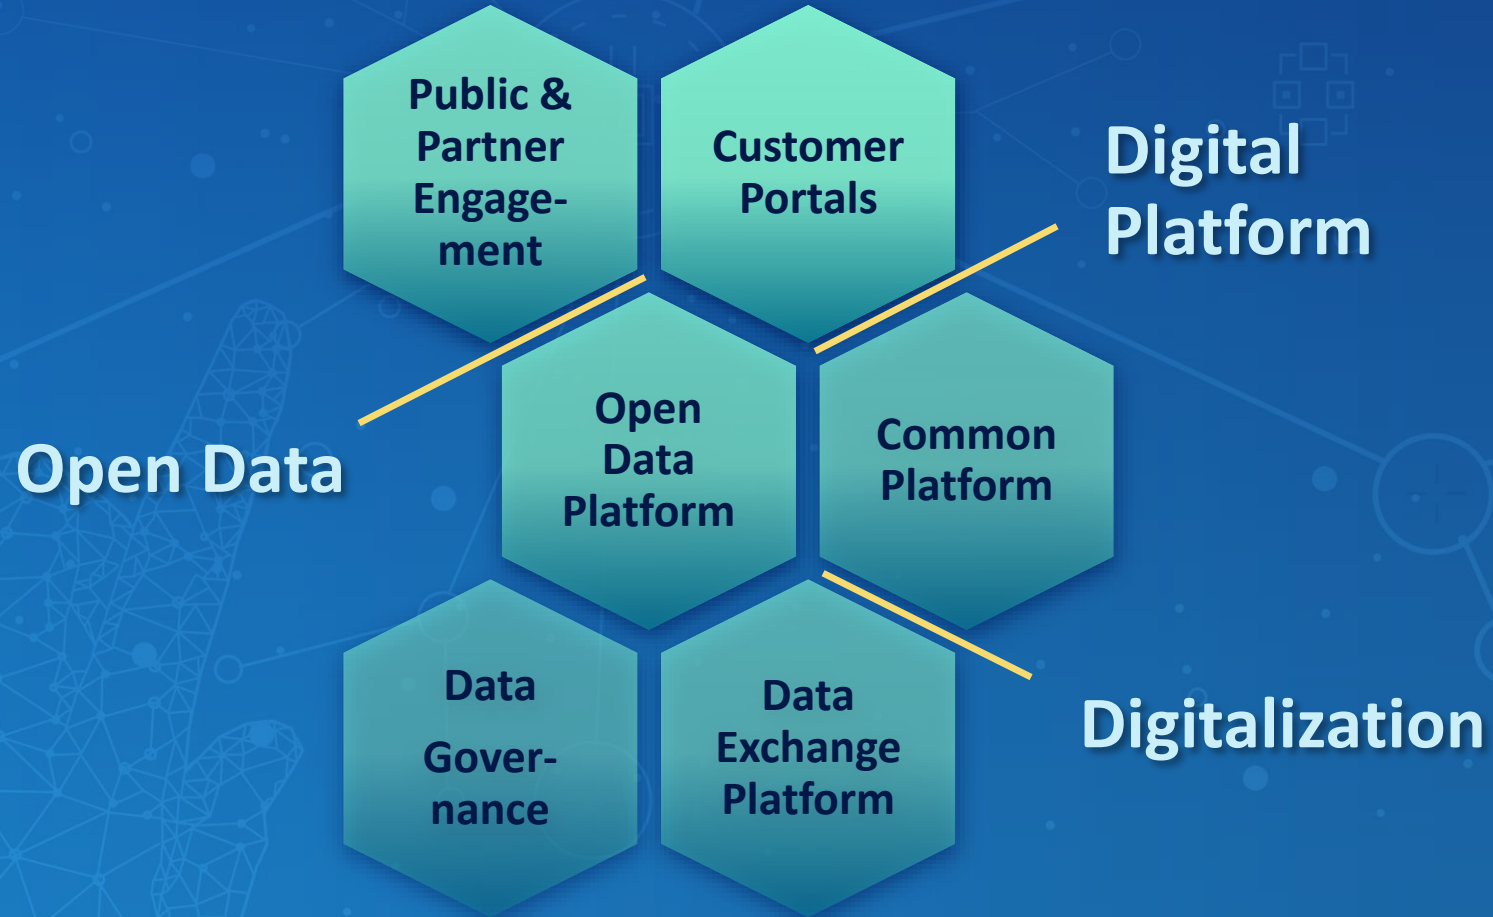 Public &
Partner
Engage-
ment
Customer
Portals
Digital
Platform
Open
Data
Platform
Common
Platform
Open Data
Data
Gover-
nance
Data
Exchange
Platform
Digitalization